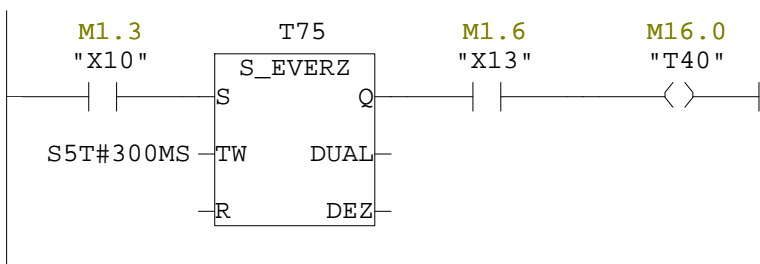 M1.3 T75 M1.6 M16.0
"X10" S_EVERZ "X13" "T40"
S Q
S5T#300MS TW DUAL
R DEZ